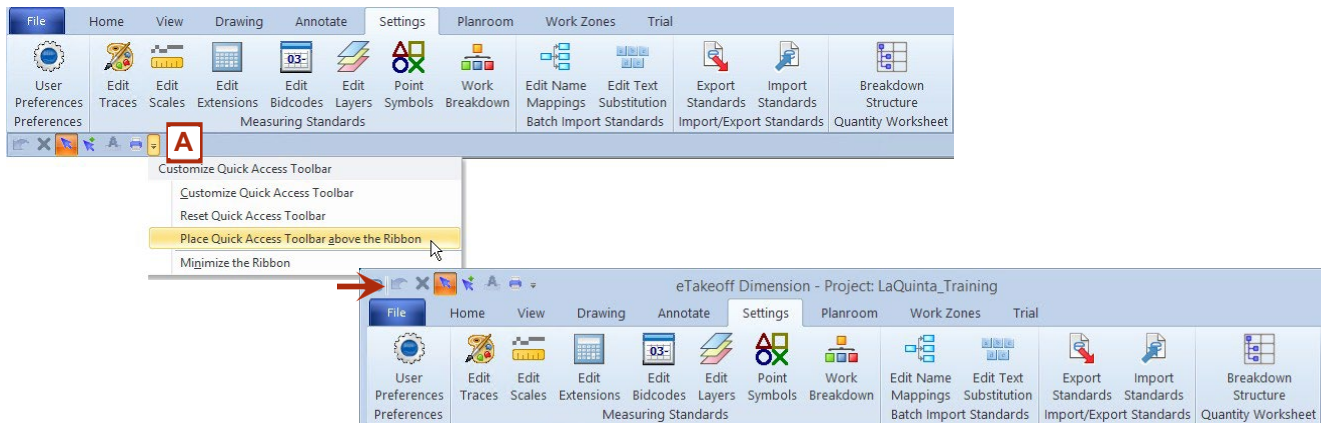 File Home View Drawing Annotate Settings Planroom Work Zones Trial
User Edit Edit Edit Edit Edit Point Work Edit Name Edit Text Export Import Breakdown
Preferences Traces Scales Extensions Bidcodes Layers Symbols Breakdown Mappings Substitution Standards Standards Structure
Preferences Measuring Standards Batch Import Standards Import/Export Standards Quantity Worksheet
A
Customize Quick Access Toolbar
Customize Quick Access Toolbar
Reset Quick Access Toolbar
Place Quick Access Toolbar above the Ribbon
Minimize the Ribbon
eTakeoff Dimension - Project: LaQuinta_Training
File Home View Drawing Annotate Settings Planroom Work Zones Trial
User Edit Edit Edit Edit Edit Point Work Edit Name Edit Text Export Import Breakdown
Preferences Traces Scales Extensions Bidcodes Layers Symbols Breakdown Mappings Substitution Standards Standards Structure
Preferences Measuring Standards Batch Import Standards Import/Export Standards Quantity Worksheet